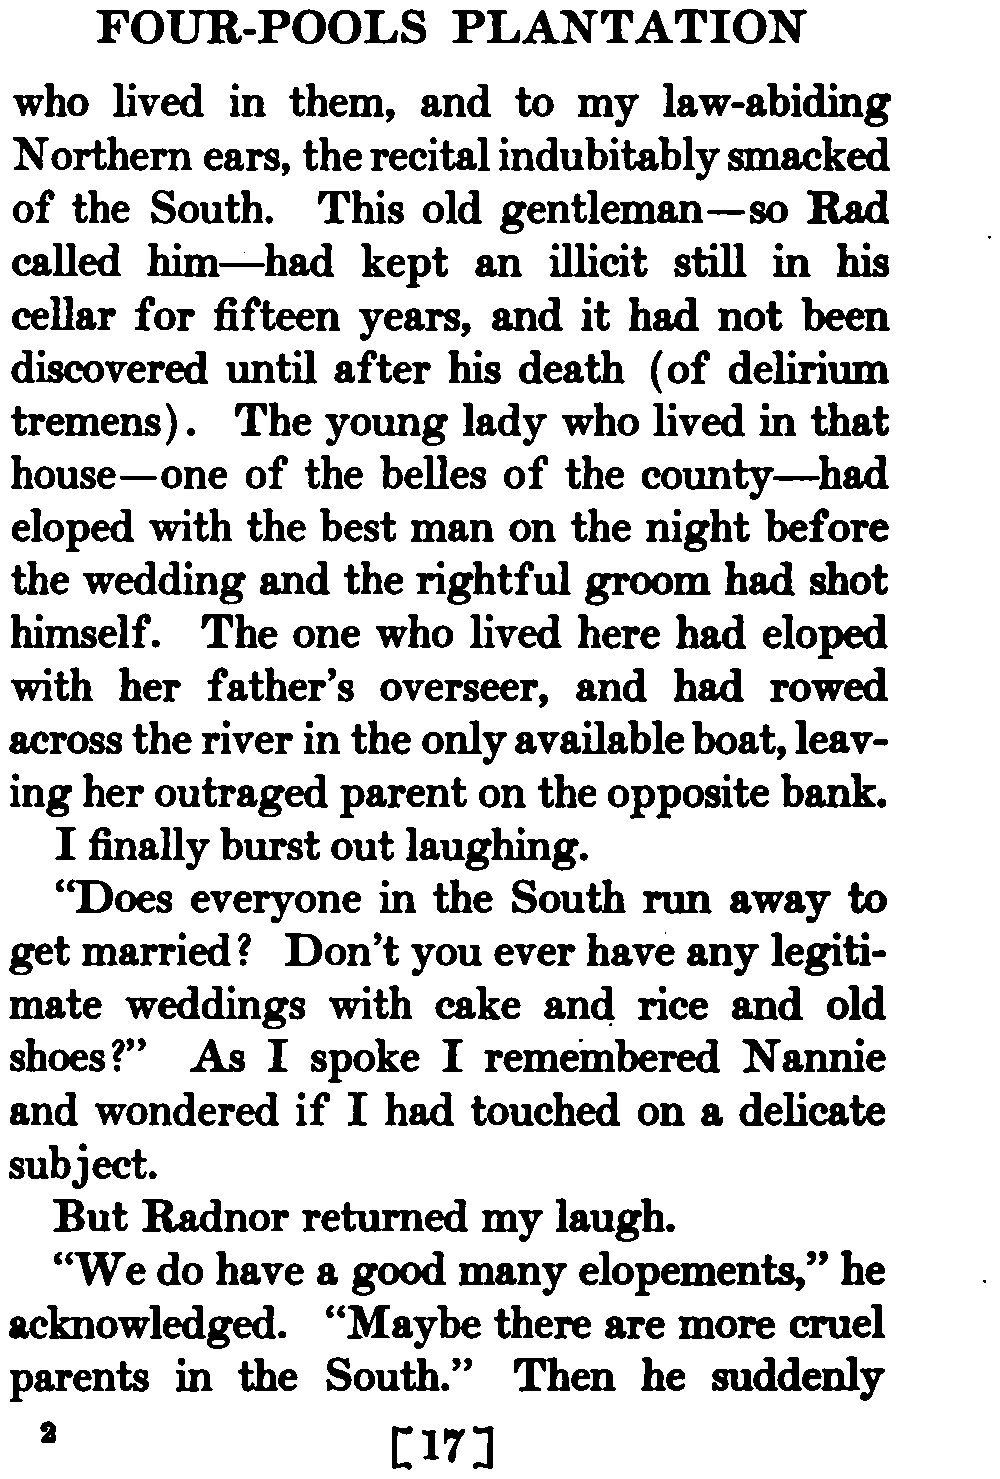 FOUR-POOLS PLANTATION
who lived in them, and to my law-abiding
Northern ears, the recital indubitably smacked
of the South. This old gentleman—so Rad
called him—had kept an illicit still in his
cellar for fifteen years, and it had not been
discovered until after his death (of delirium
tremens). The young lady who lived in that
house—one of the belles of the county—had
eloped with the best man on the night before
the wedding and the rightful groom had shot
himself. The one who lived here had eloped
with her father's overseer, and had rowed
across the river in the only available boat, leav-
ing her outraged parent on the opposite bank.
I finally burst out laughing.
“Does everyone in the South run away to
get married? Don't you ever have any legiti-
mate weddings with cake and rice and old
shoes?” As I spoke I remembered Nannie
and wondered if I had touched on a delicate
subject.
But Radnor returned my laugh.
“We do have a good many elopements,” he
acknowledged. “Maybe there are more cruel
parents in the South.” Then he suddenly
2 [17]